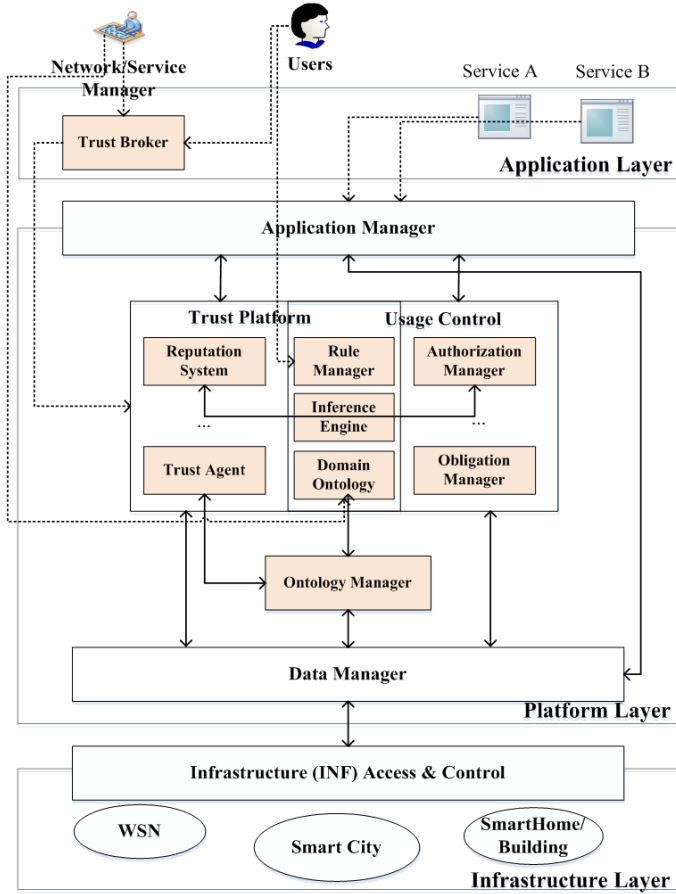 Network/Service
Manager
Users
Service A
Service B
Trust Broker
Application Layer
Application Manager
Trust Platform
Usage Control
Reputation
System
Rule
Manager
Authorization
Manager
...
Inference
Engine
...
Trust Agent
Domain
Ontology
Obligation
Manager
Ontology Manager
Data Manager
Platform Layer
Infrastructure (INF) Access & Control
WSN
Smart City
SmartHome/
Building
Infrastructure Layer